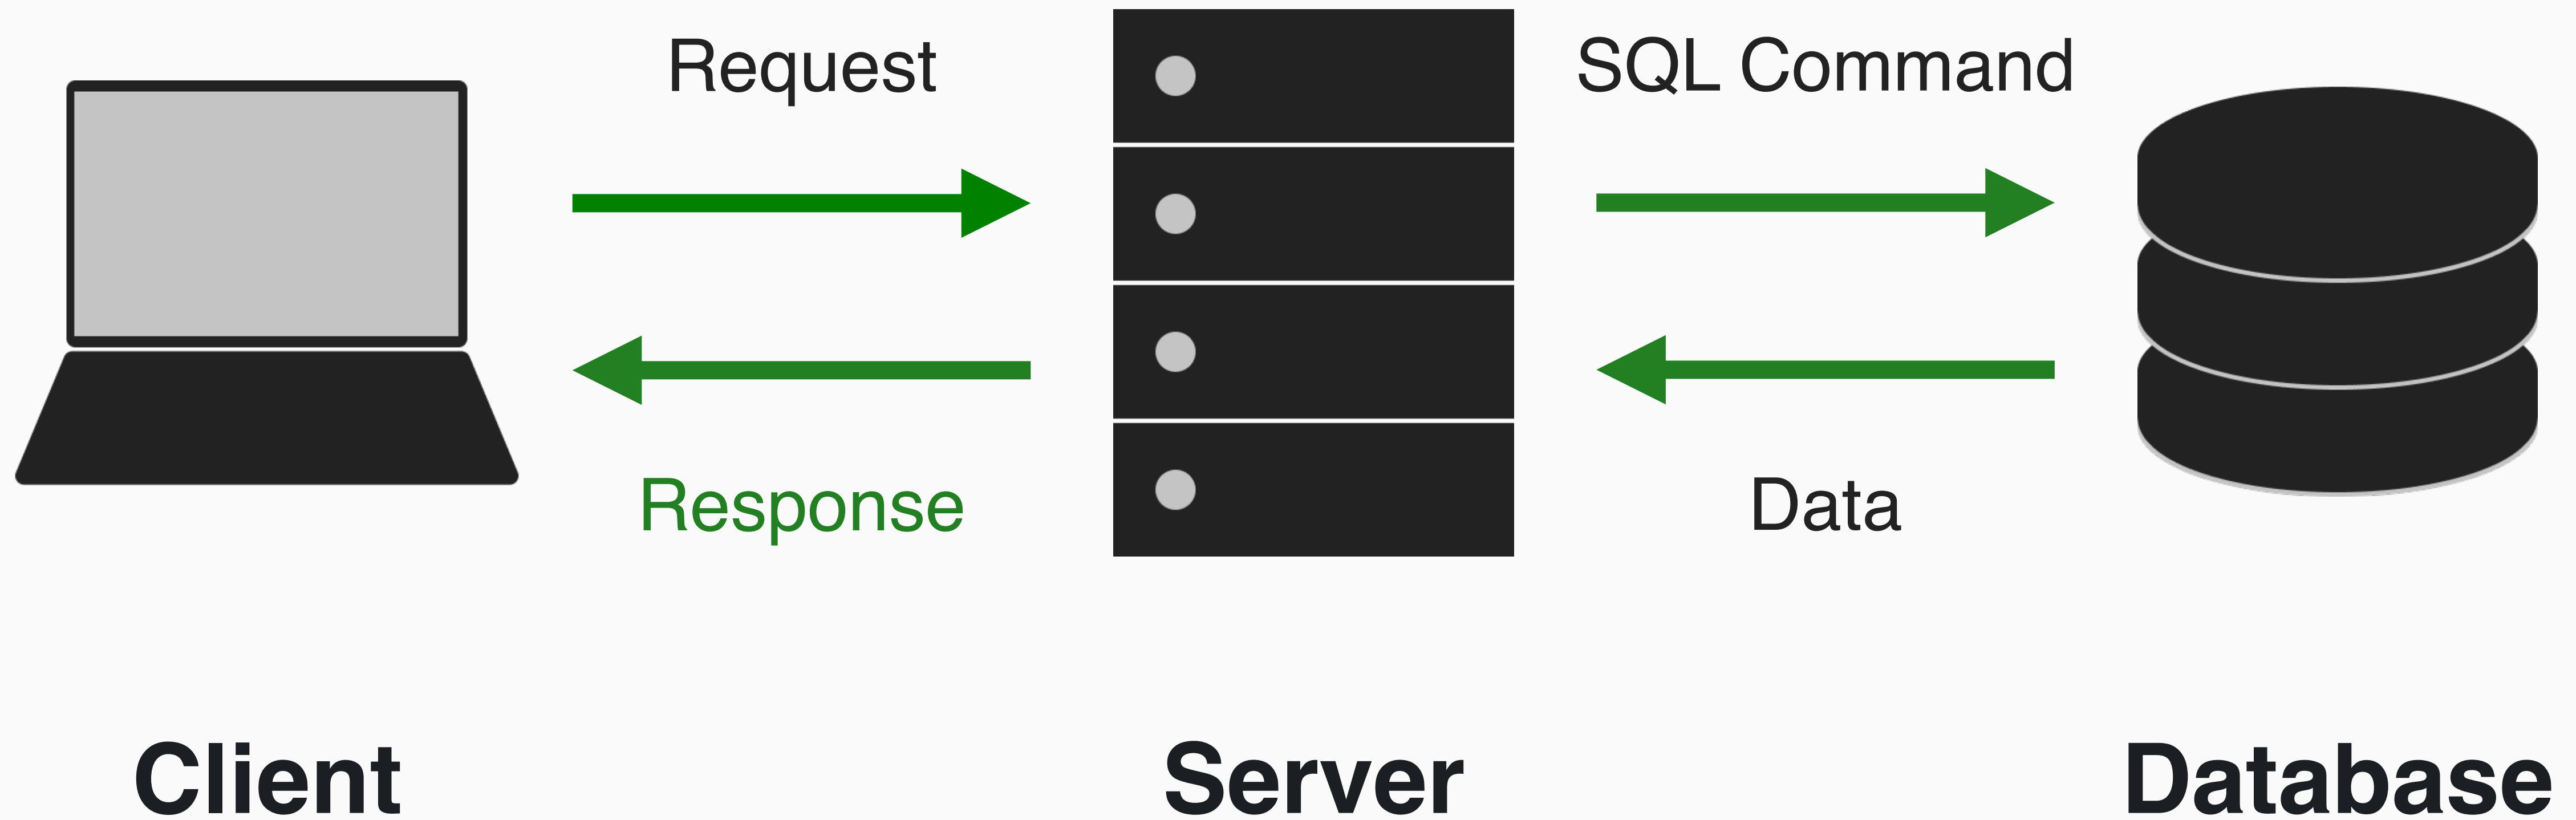 Request
SQL Command
Response
Data
Client
Server
Database